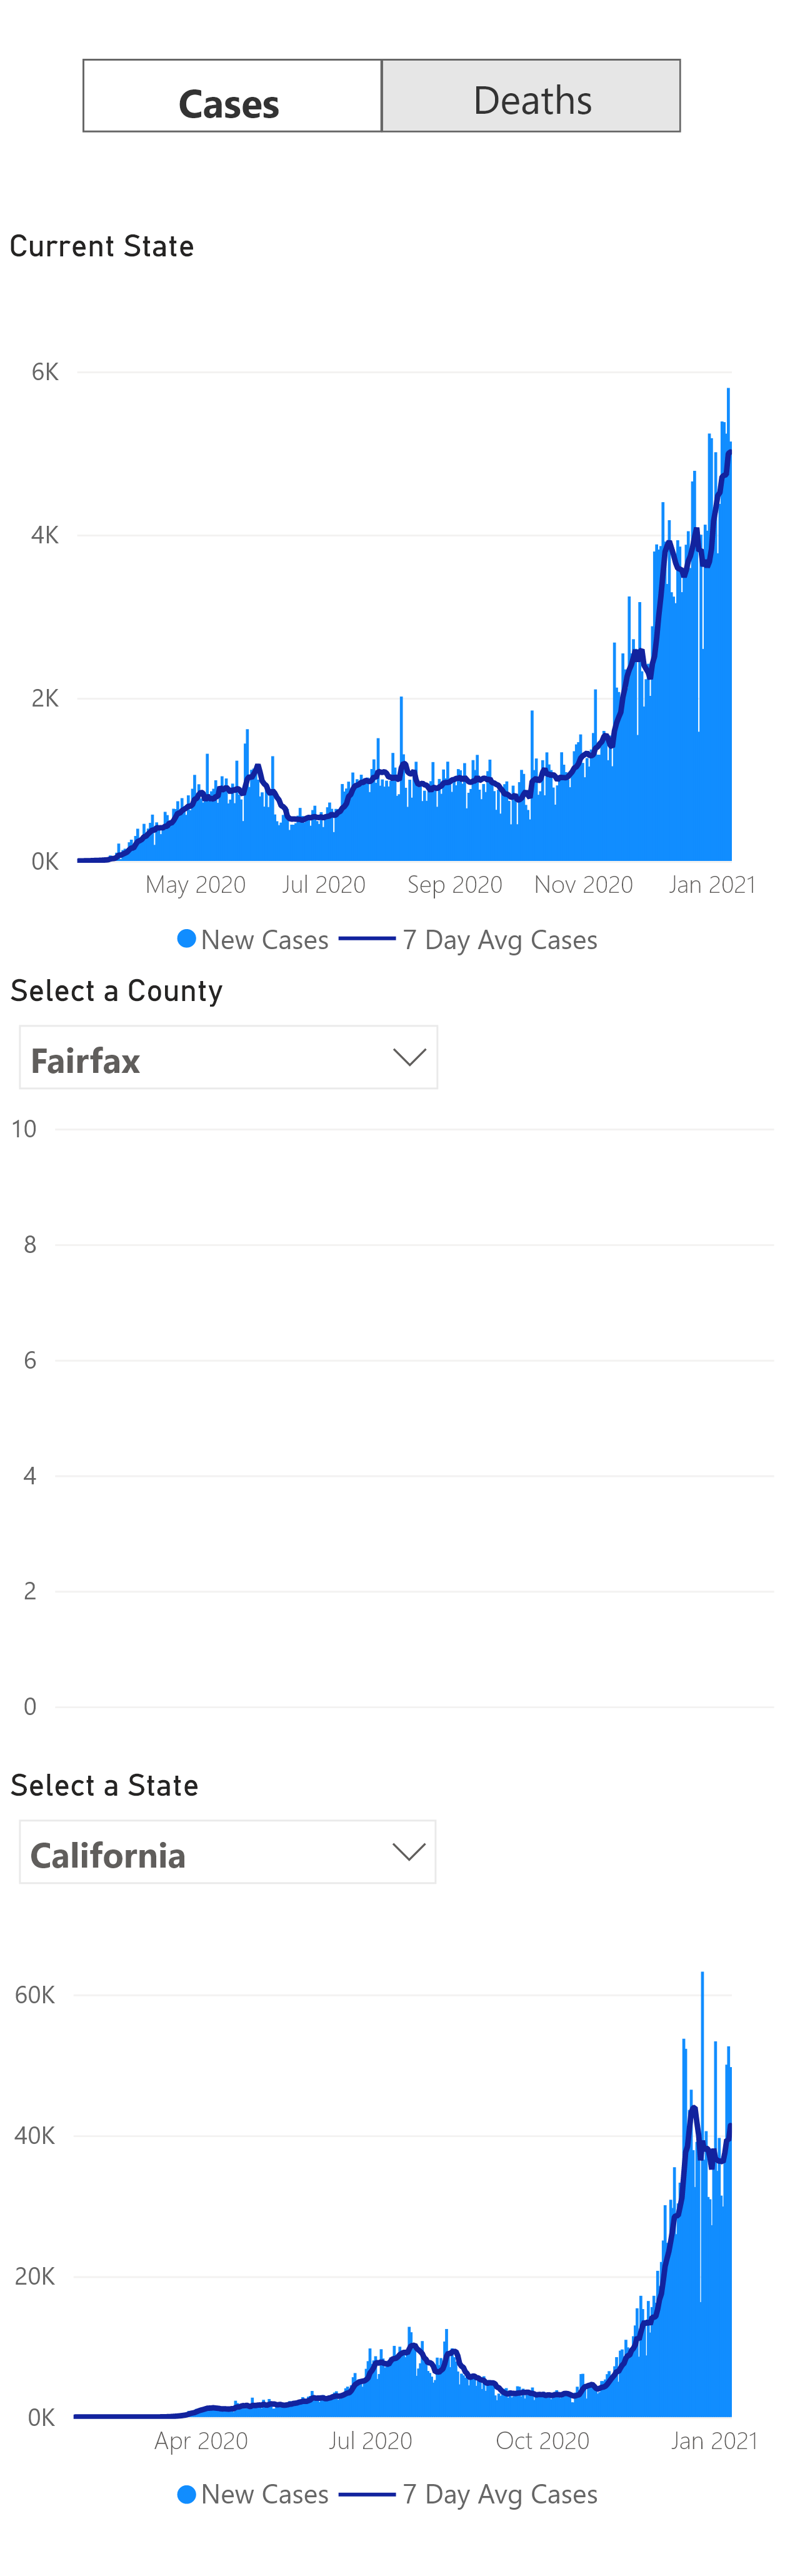 Cases Deaths
Current State
6K
4K
2K
0K
May 2020 Jul 2020 Sep 2020 Nov 2020 Jan 2021
New Cases 7 Day Avg Cases
Select a County
Fairfax
10
8
6
4
2
0
Select a State
California
60K
40K
20K
0K
Apr 2020 Jul 2020 Oct 2020 Jan 2021
New Cases 7 Day Avg Cases